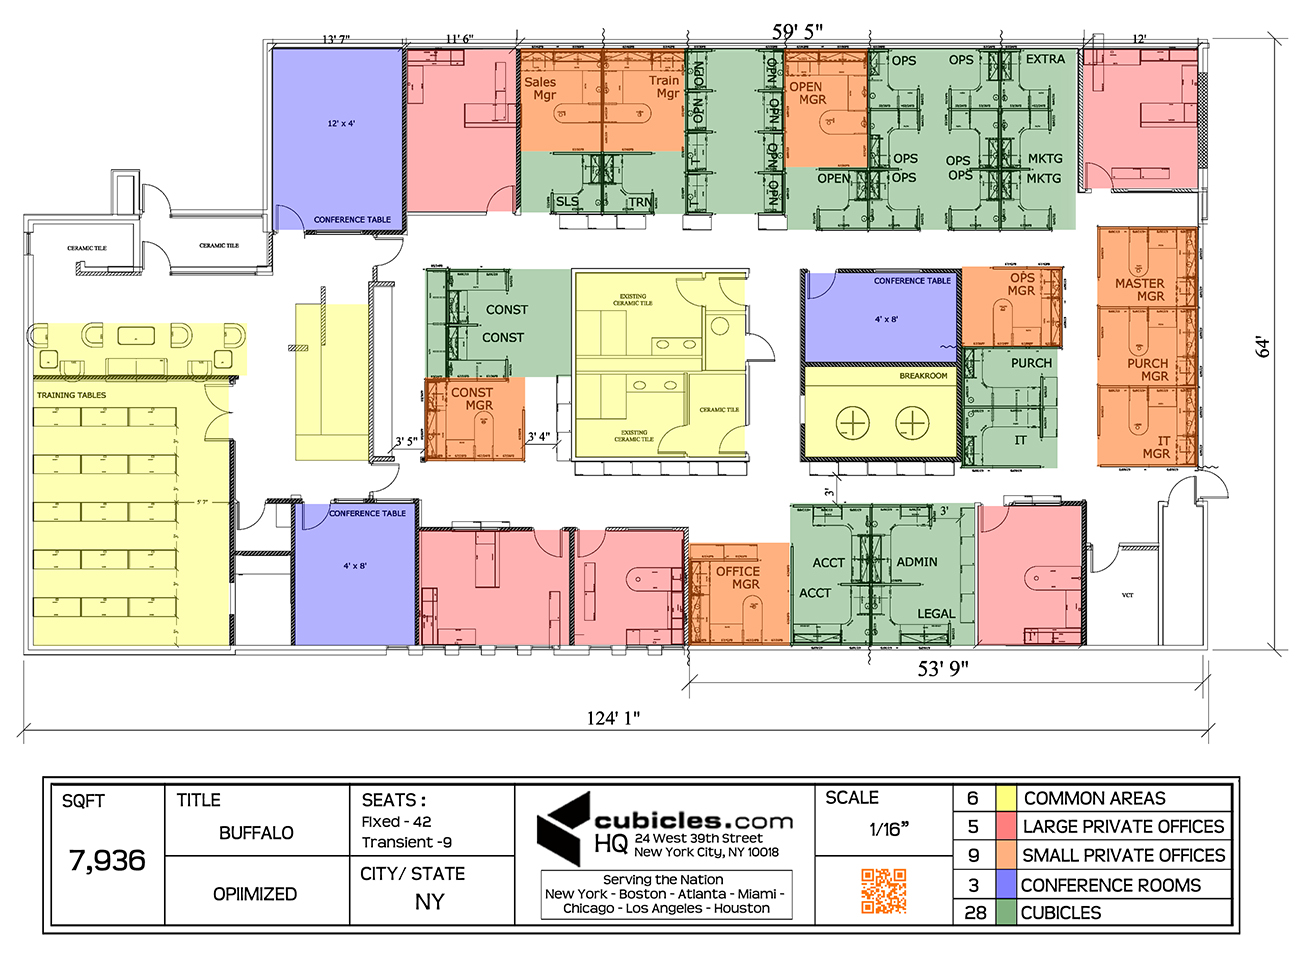 13' 7"
11' 6"
59' 5"
12'
Sales
Mgr
Train
Mgr
OPN
OPN
OPN
OPN
OPN
OPN
OPEN
MGR
OPS
OPS
EXTRA
12' x 4'
OPS
OPS
MKTG
OPEN
OPS
OPS
MKTG
SLS
TRN
T
T
CONFERENCE TABLE
CERAMIC TILE
CERAMIC TILE
CONST
CONST
EXISTING
CERAMIC TILE
CONFERENCE TABLE
4' x 8'
OPS
MGR
MASTER
MGR
64'
PURCH
PURCH
MGR
BREAKROOM
TRAINING TABLES
CONST
MGR
CERAMIC TILE
EXISTING
CERAMIC TILE
3' 5"
3' 4"
IT
IT
MGR
5' 7"
3'
CONFERENCE TABLE
4' x 8'
3'
OFFICE
MGR
ACCT
ADMIN
ACCT
LEGAL
VCT
53' 9"
124' 1"
SQFT
7,936
TITLE
BUFFALO
OPIIMIZED
SEATS :
Fixed - 42
Transient -9
CITY/ STATE
NY
cubicles.com
HQ 24 West 39th Street
New York City, NY 10018
Serving the Nation
New York - Boston - Atlanta - Miami -
Chicago - Los Angeles - Houston
SCALE
1/16”
6 COMMON AREAS
5 LARGE PRIVATE OFFICES
9 SMALL PRIVATE OFFICES
3 CONFERENCE ROOMS
28 CUBICLES